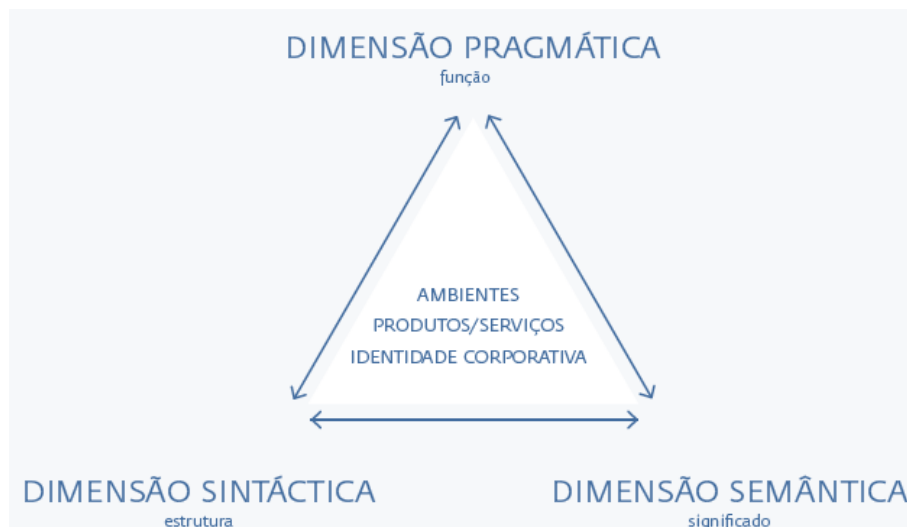 DIMENSÃO PRAGMÁTICA
função
AMBIENTES
PRODUTOS/SERVIÇOS
IDENTIDADE CORPORATIVA
DIMENSÃO SINTÁCTICA
estrutura
DIMENSÃO SEMÂNTICA
significado